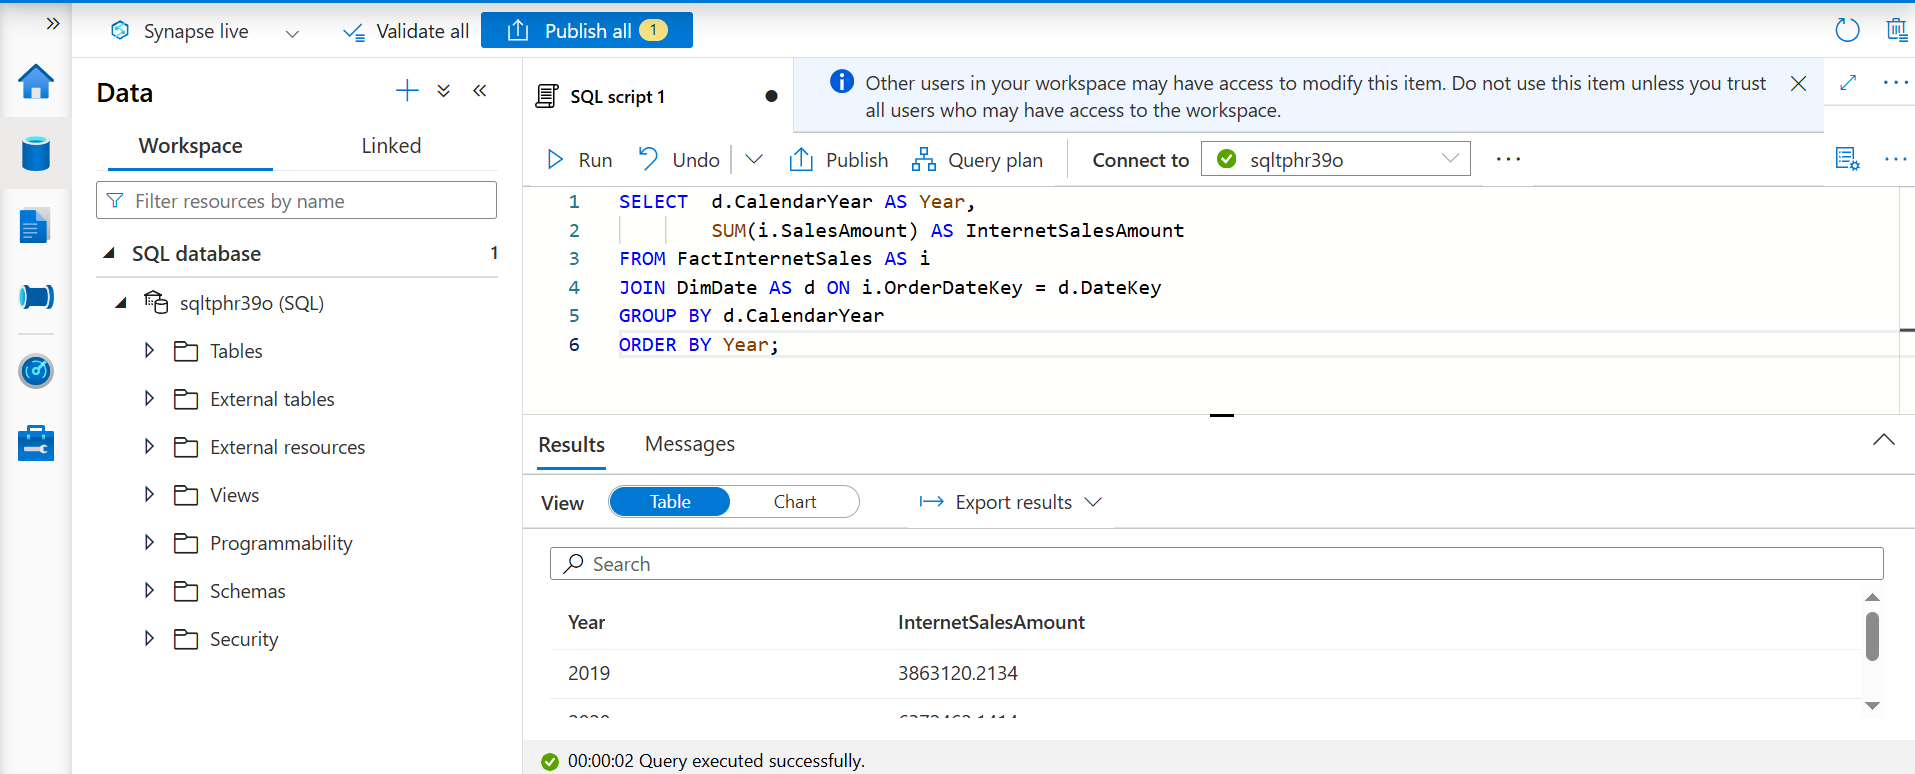 Synapse live
Validate all
Publish all 1
Data
Workspace
Linked
Filter resources by name
SQL database 1
sqltphr39o (SQL)
Tables
External tables
External resources
Views
Programmability
Schemas
Security
SQL script 1
Other users in your workspace may have access to modify this item. Do not use this item unless you trust
all users who may have access to the workspace.
Run
Undo
Publish
Query plan
Connect to
sqltphr39o
1 SELECT d.CalendarYear AS Year,
2 SUM(i.SalesAmount) AS InternetSalesAmount
3 FROM FactInternetSales AS i
4 JOIN DimDate AS d ON i.OrderDateKey = d.DateKey
5 GROUP BY d.CalendarYear
6 ORDER BY Year;
Results
Messages
View
Table
Chart
Export results
Search
Year InternetSalesAmount
2019 3863120.2134
00:00:02 Query executed successfully.